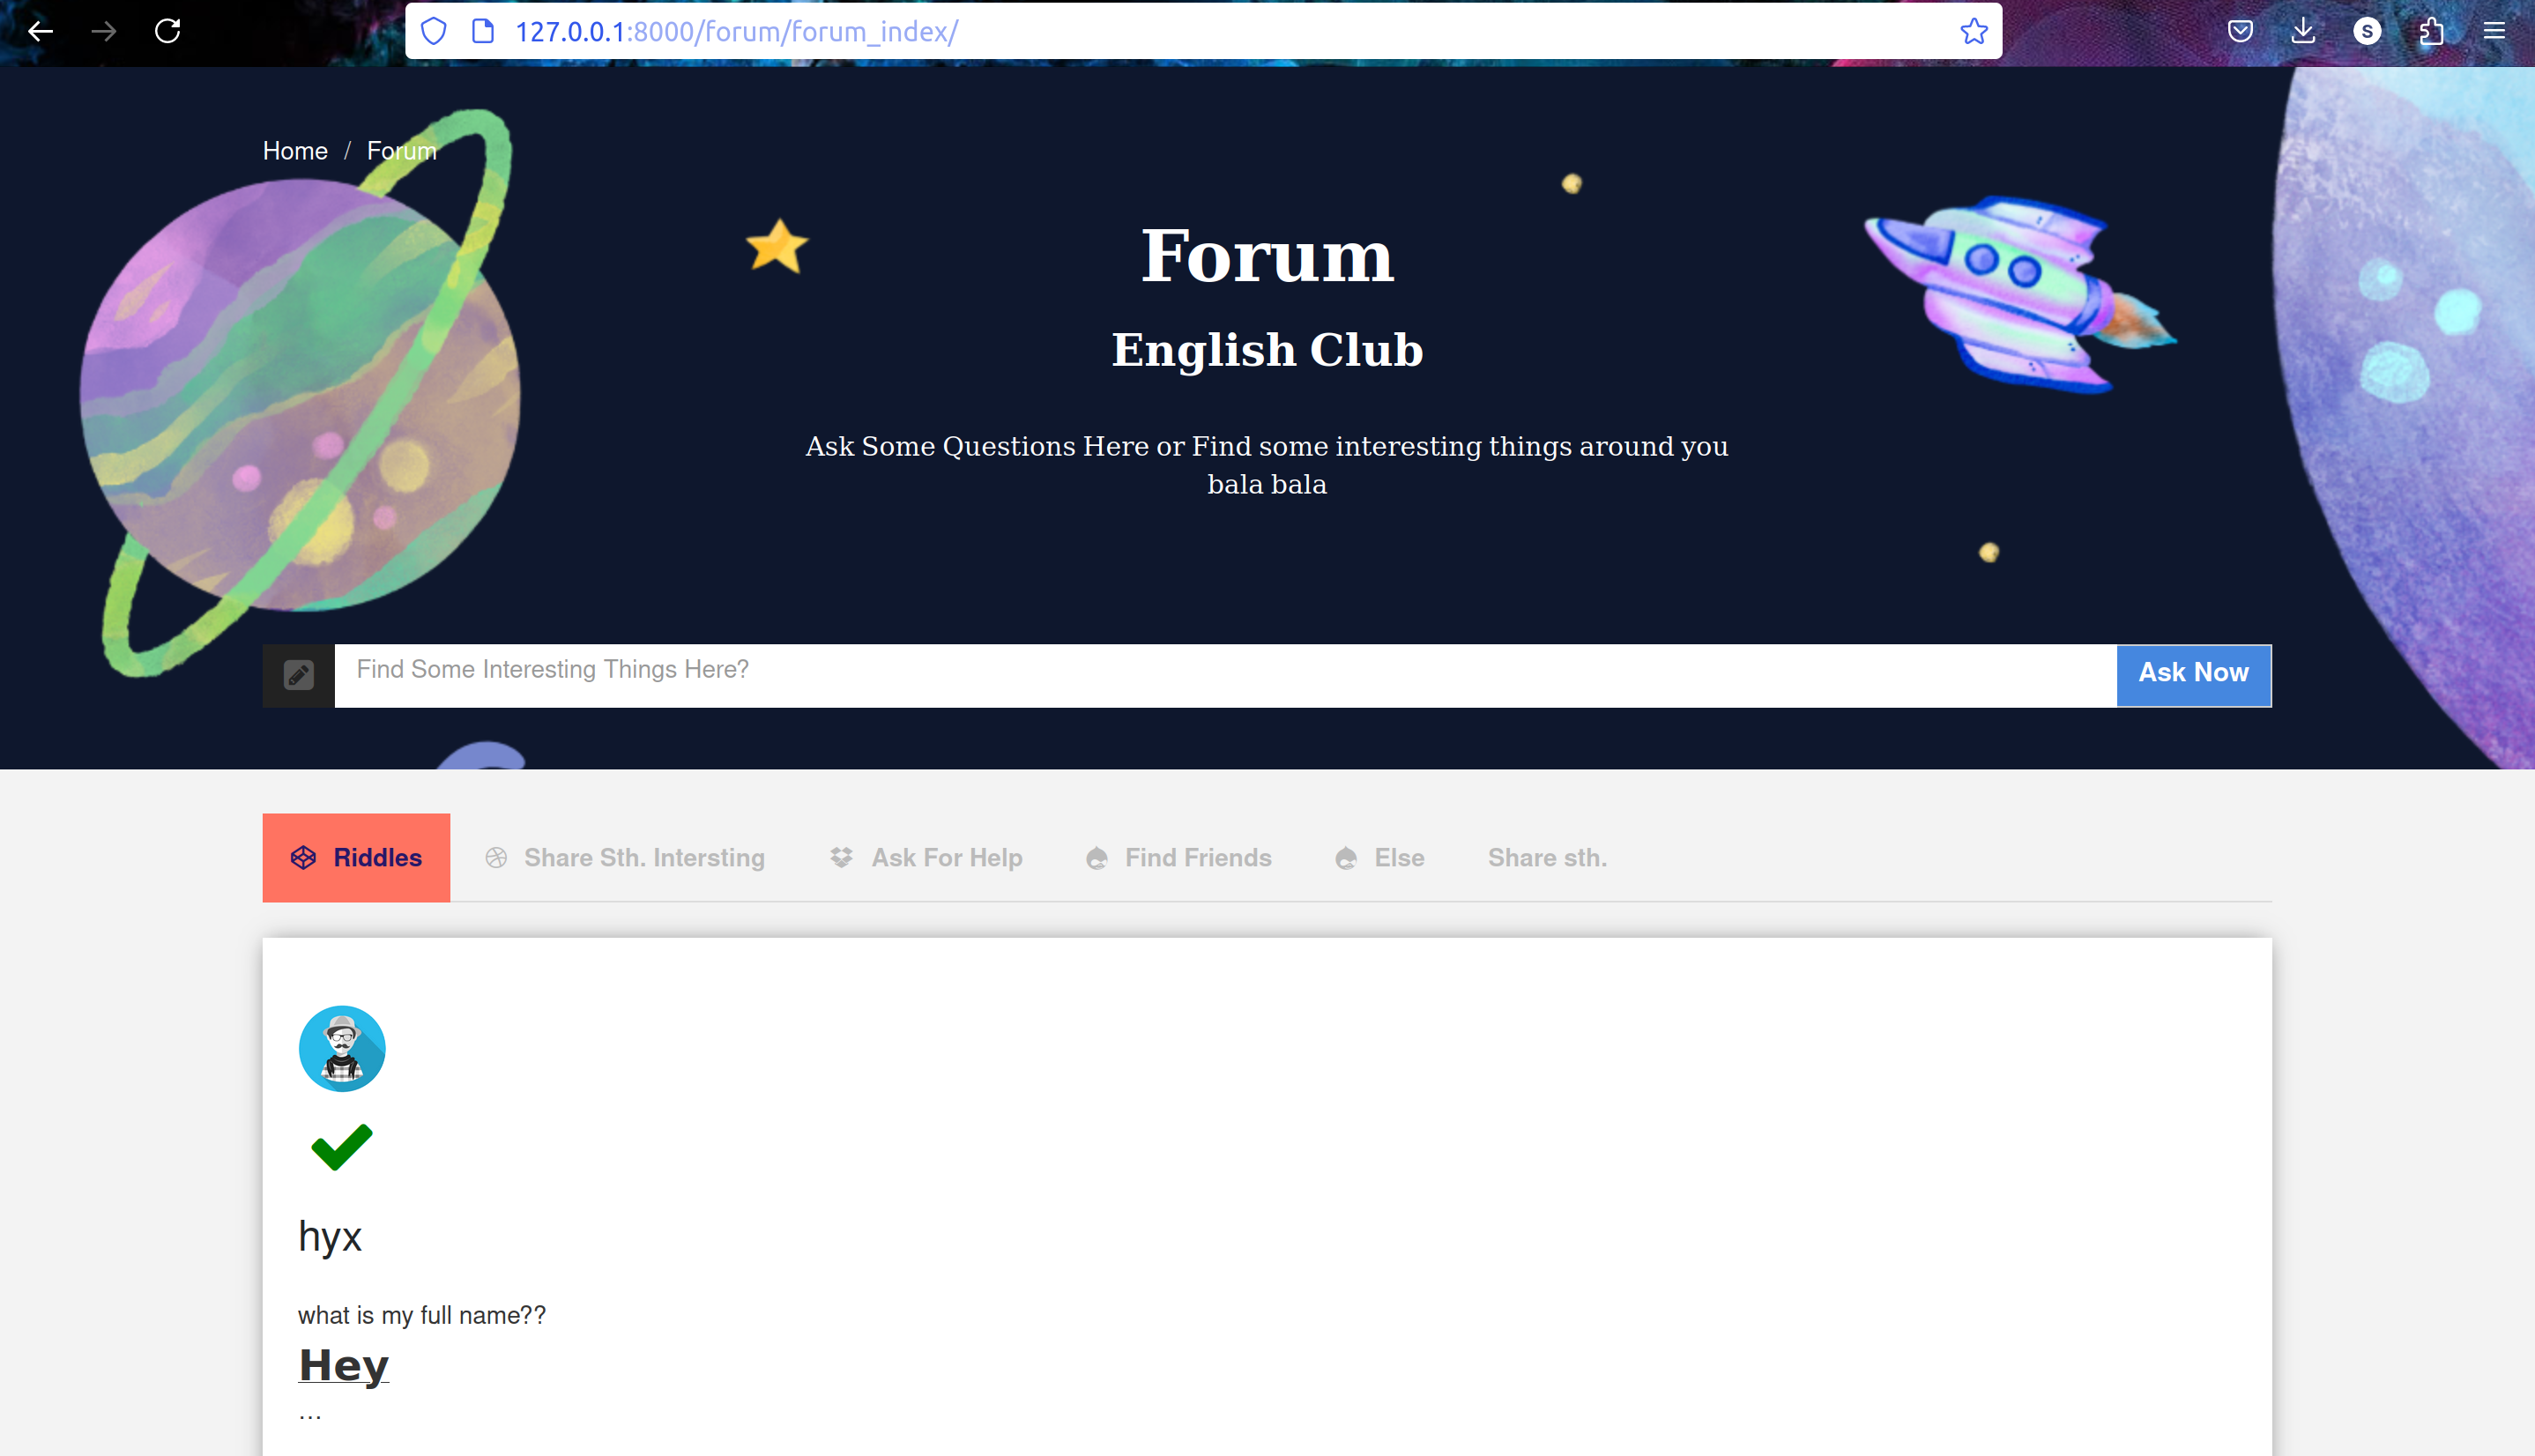 127.0.0.1:8000/forum/forum_index/
S
Home / Forum
Forum
English Club
Ask Some Questions Here or Find some interesting things around you
bala bala
Find Some Interesting Things Here?
Ask Now
Riddles Share Sth. Intersting Ask For Help Find Friends Else Share sth.
hyx
what is my full name??
Hey
...